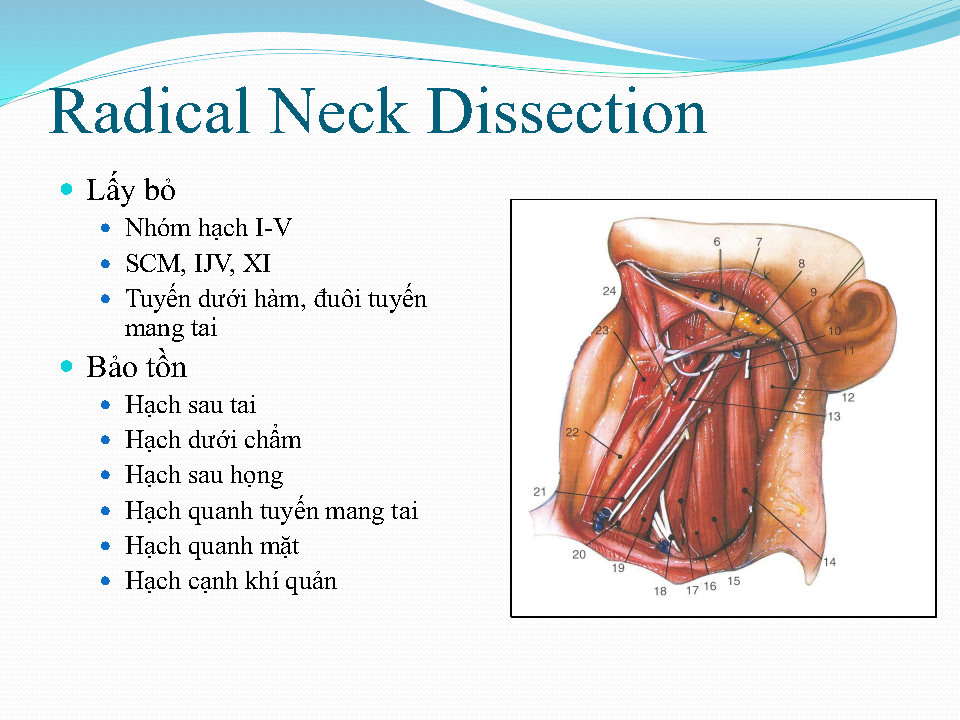 Radical Neck Dissection
Lấy bỏ
Nhóm hạch I-V
SCM, IJV, XI
Tuyến dưới hàm, đuôi tuyến
mang tai
Bảo tồn
Hạch sau tai
Hạch dưới chẩm
Hạch sau họng
Hạch quanh tuyến mang tai
Hạch quanh mặt
Hạch cạnh khí quản
6
7
8
24
9
23
10
11
12
13
22
21
20
19
18
17
16
15
14